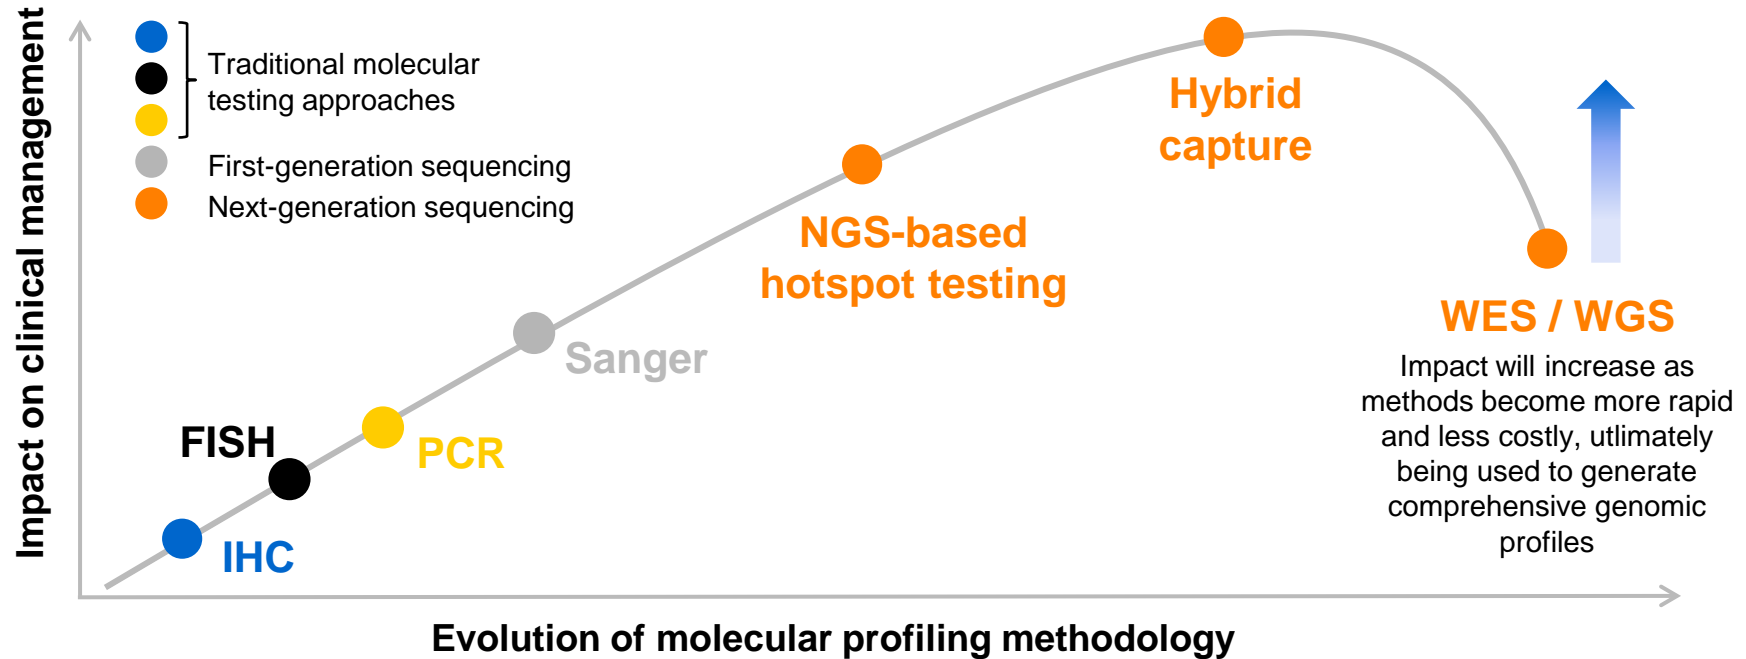 Impact on clinical management
Traditional molecular
testing approaches
First-generation sequencing
Next-generation sequencing
IHC
FISH
PCR
Sanger
NGS-based
hotspot testing
Hybrid
capture
WES / WGS
Impact will increase as
methods become more rapid
and less costly, utlimately
being used to generate
comprehensive genomic
profiles
Evolution of molecular profiling methodology